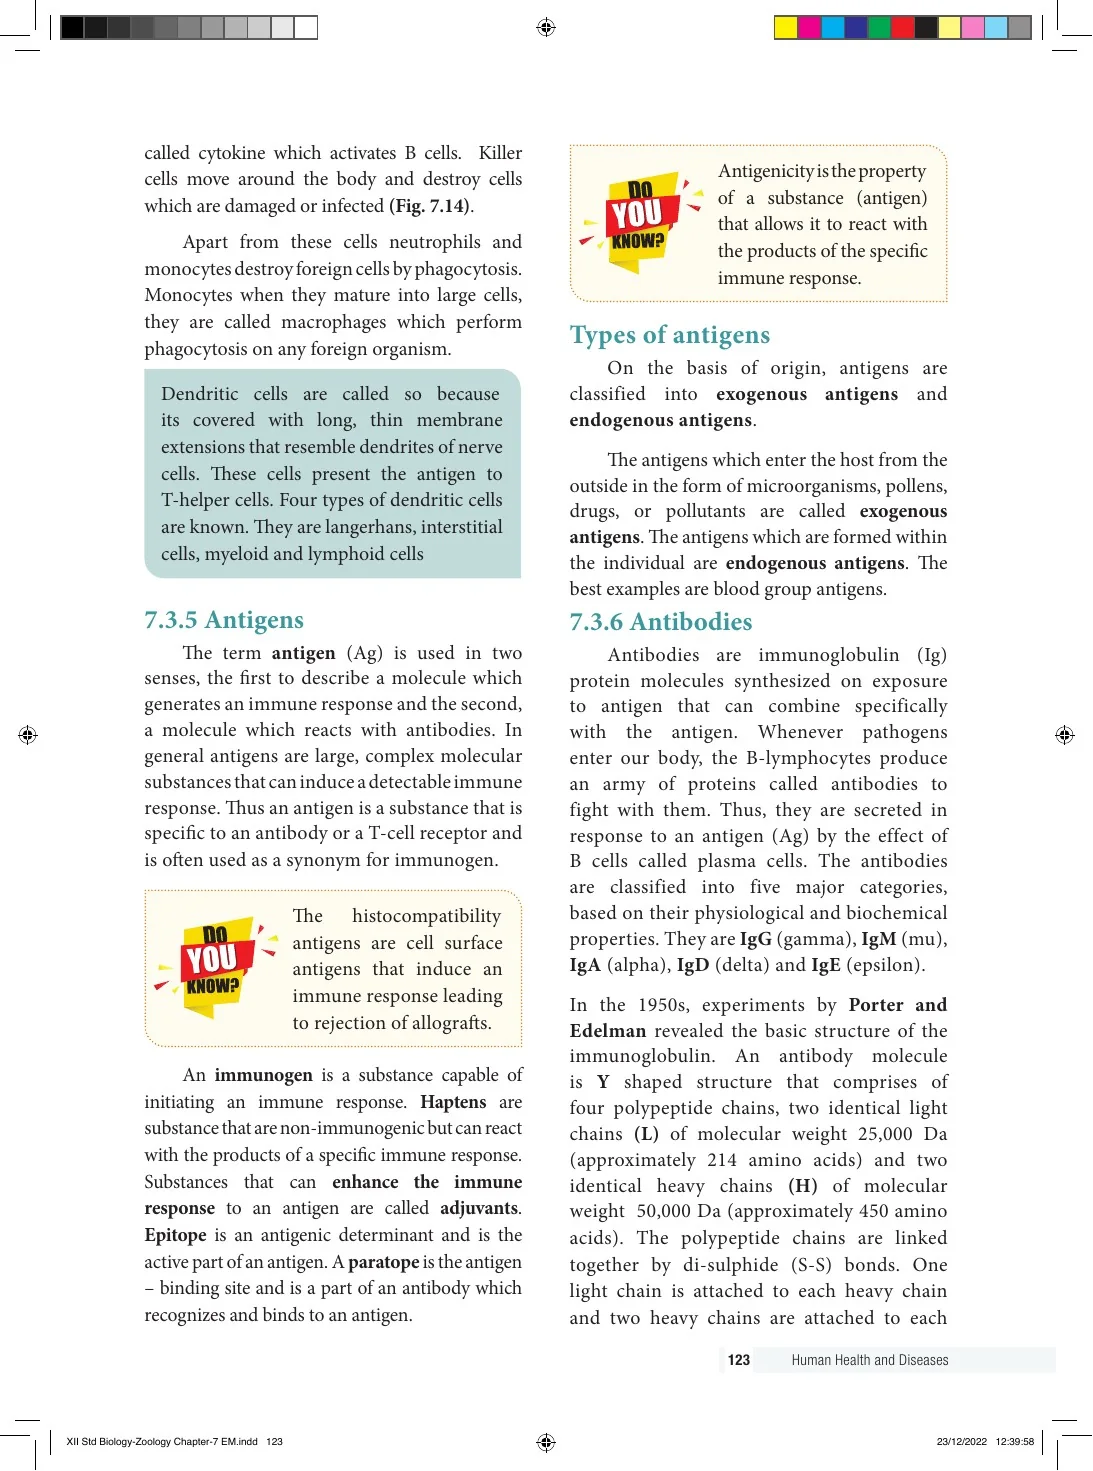 called cytokine which activates B cells. Killer
cells move around the body and destroy cells
which are damaged or infected (Fig. 7.14).
Apart from these cells neutrophils and
monocytes destroy foreign cells by phagocytosis.
Monocytes when they mature into large cells,
they are called macrophages which perform
phagocytosis on any foreign organism.
Dendritic cells are called so because
its covered with long, thin membrane
extensions that resemble dendrites of nerve
cells. These cells present the antigen to
T-helper cells. Four types of dendritic cells
are known. They are langerhans, interstitial
cells, myeloid and lymphoid cells
7.3.5 Antigens
The term antigen (Ag) is used in two
senses, the first to describe a molecule which
generates an immune response and the second,
a molecule which reacts with antibodies. In
general antigens are large, complex molecular
substances that can induce a detectable immune
response. Thus an antigen is a substance that is
specific to an antibody or a T-cell receptor and
is often used as a synonym for immunogen.
DO
YOU
KNOW?
The histocompatibility
antigens are cell surface
antigens that induce an
immune response leading
to rejection of allografts.
An immunogen is a substance capable of
initiating an immune response. Haptens are
substance that are non-immunogenic but can react
with the products of a specific immune response.
Substances that can enhance the immune
response to an antigen are called adjuvants.
Epitope is an antigenic determinant and is the
active part of an antigen. A paratope is the antigen
– binding site and is a part of an antibody which
recognizes and binds to an antigen.
DO
YOU
KNOW?
Antigenicity is the property
of a substance (antigen)
that allows it to react with
the products of the specific
immune response.
Types of antigens
On the basis of origin, antigens are
classified into exogenous antigens and
endogenous antigens.
The antigens which enter the host from the
outside in the form of microorganisms, pollens,
drugs, or pollutants are called exogenous
antigens. The antigens which are formed within
the individual are endogenous antigens. The
best examples are blood group antigens.
7.3.6 Antibodies
Antibodies are immunoglobulin (Ig)
protein molecules synthesized on exposure
to antigen that can combine specifically
with the antigen. Whenever pathogens
enter our body, the B-lymphocytes produce
an army of proteins called antibodies to
fight with them. Thus, they are secreted in
response to an antigen (Ag) by the effect of
B cells called plasma cells. The antibodies
are classified into five major categories,
based on their physiological and biochemical
properties. They are IgG (gamma), IgM (mu),
IgA (alpha), IgD (delta) and IgE (epsilon).
In the 1950s, experiments by Porter and
Edelman revealed the basic structure of the
immunoglobulin. An antibody molecule
is Y shaped structure that comprises of
four polypeptide chains, two identical light
chains (L) of molecular weight 25,000 Da
(approximately 214 amino acids) and two
identical heavy chains (H) of molecular
weight 50,000 Da (approximately 450 amino
acids). The polypeptide chains are linked
together by di-sulphide (S-S) bonds. One
light chain is attached to each heavy chain
and two heavy chains are attached to each
123 Human Health and Diseases
XII Std Biology-Zoology Chapter-7 EM.indd 123 23/12/2022 12:39:58